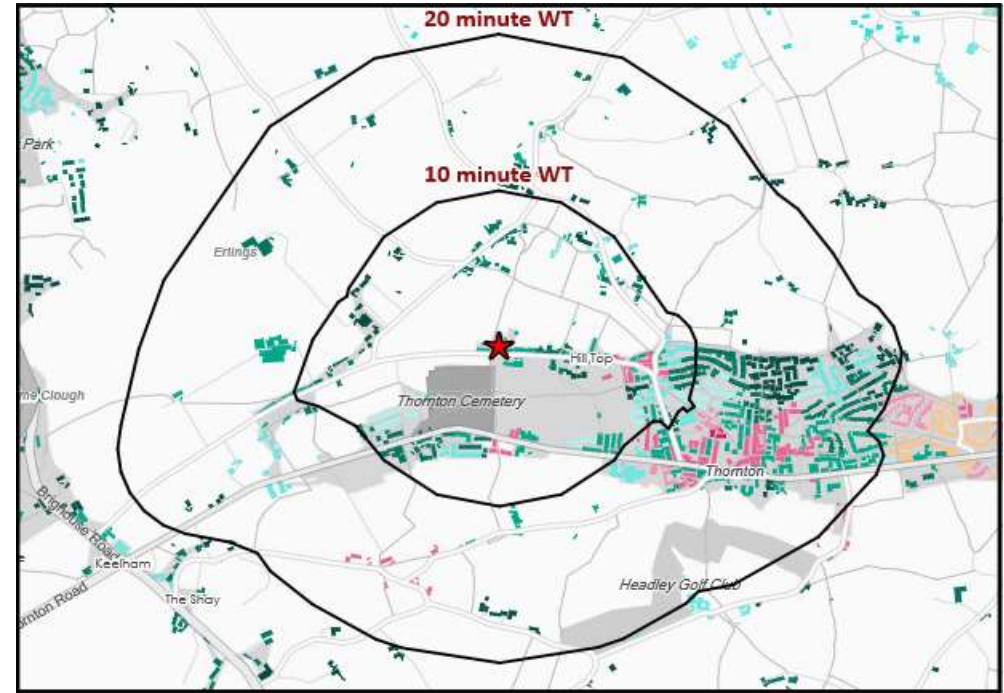 20 minute WT
Park
10 minute WT
Erlings
Hill Top
me Clough
Thornton Cemetery
Thornton
Brighouse Road
Keelham
Headley Golf Club
The Shay
ornton Road